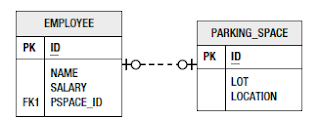 EMPLOYEE
PK ID
NAME
SALARY
FK1 PSPACE_ID
PARKING_SPACE
PK ID
LOT
LOCATION